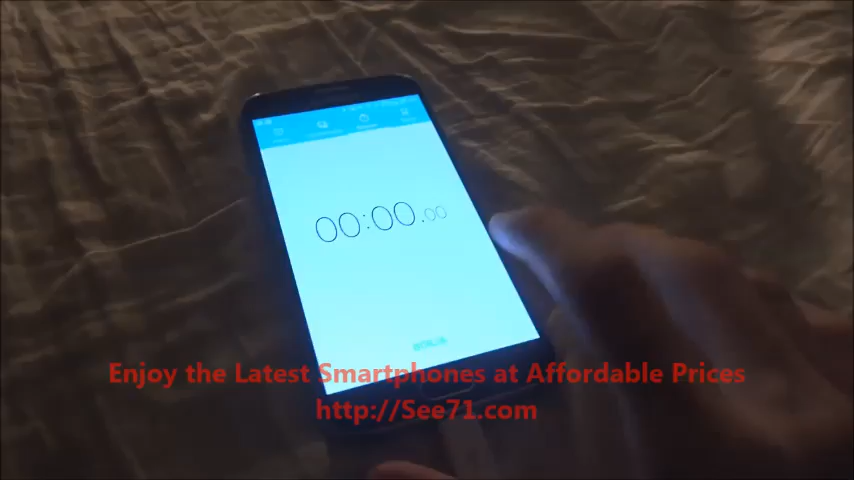 00:00.00
Enjoy the Latest Smartphones at Affordable Prices
http://See71.com